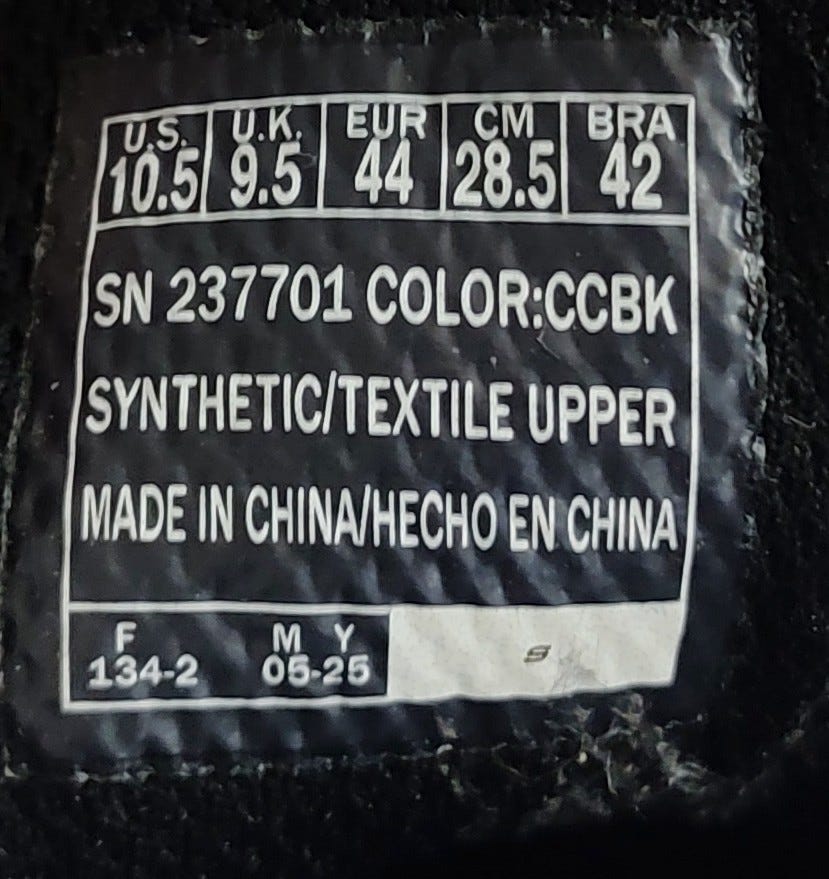 U.S. U.K. EUR CM BRA
10.5 9.5 44 28.5 42
SN 237701 COLOR:CCBK
SYNTHETIC/TEXTILE UPPER
MADE IN CHINA/HECHO EN CHINA
F M Y
134-2 05-25
S